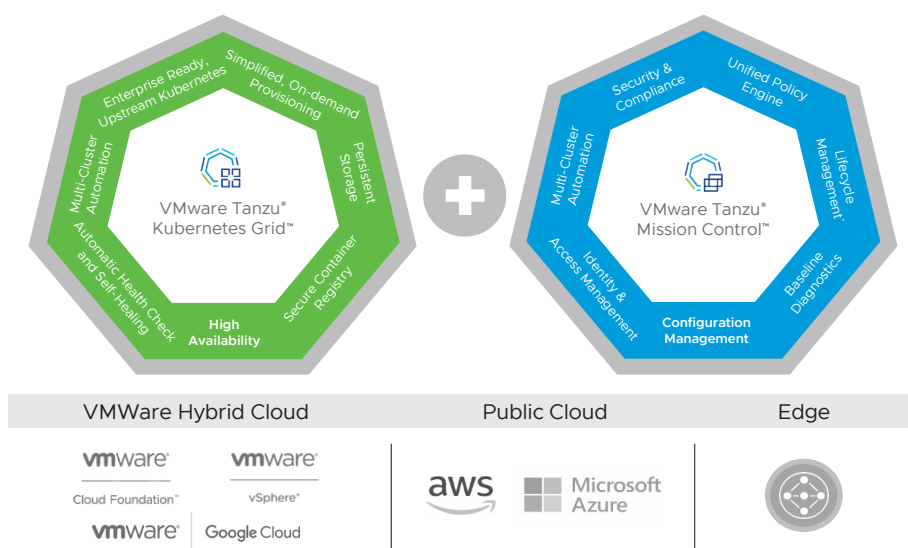 Enterprise Ready,
Upstream Kubernetes
Simplified, On-demand
Provisioning
Persistent
Storage
Secure Container
Registry
High
Availability
Automatic Health Check
and Self-Healing
Multi-Cluster
Automation
VMware Tanzu®
Kubernetes Grid™
Security &
Compliance
Unified Policy
Engine
Lifecycle
Management*
Baseline
Diagnostics
Configuration
Management
Identity &
Access Management
Multi-Cluster
Automation
VMware Tanzu®
Mission Control™
VMWare Hybrid Cloud
Public Cloud
Edge
vmware®
Cloud Foundation™
vmware®
vSphere®
vmware®
Google Cloud
aws
Microsoft
Azure